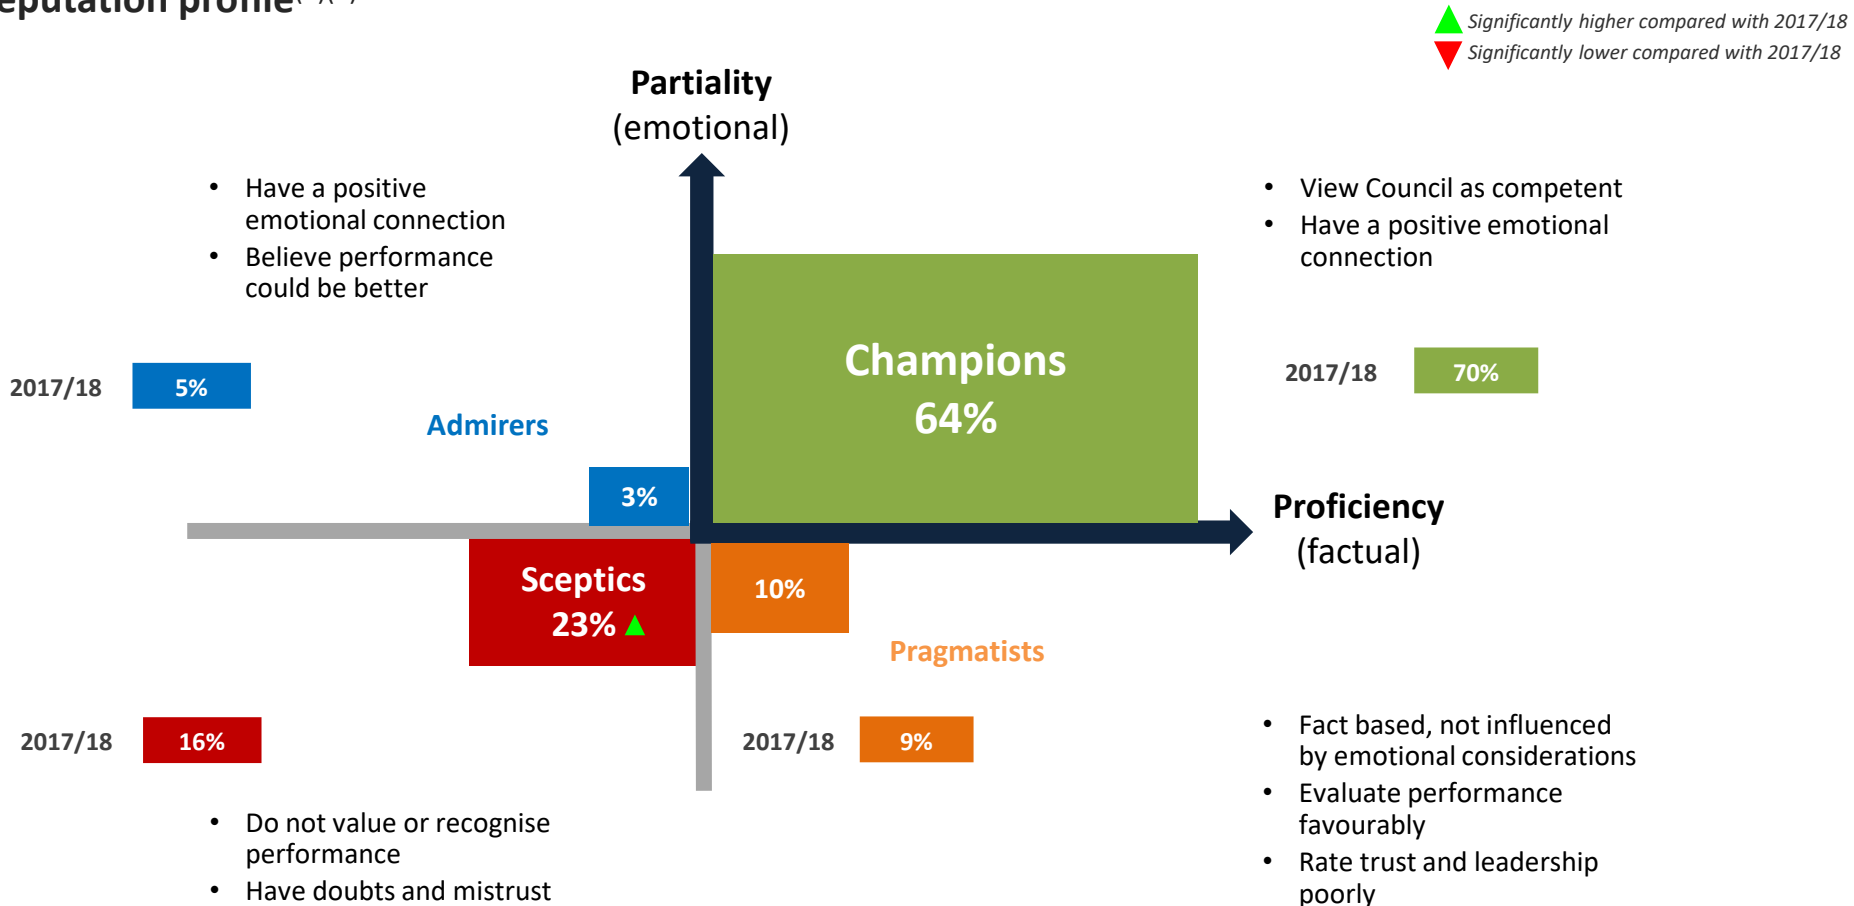 eputation profile
Significantly higher compared with 2017/18
Significantly lower compared with 2017/18
Partiality
(emotional)
• Have a positive
emotional connection
• Believe performance
could be better
• View Council as competent
• Have a positive emotional
connection
Champions
64%
2017/18 5%
2017/18 70%
Admirers
3%
Proficiency
(factual)
Sceptics
23%
10%
Pragmatists
2017/18 16%
2017/18 9%
• Do not value or recognise
performance
• Have doubts and mistrust
• Fact based, not influenced
by emotional considerations
• Evaluate performance
favourably
• Rate trust and leadership
poorly